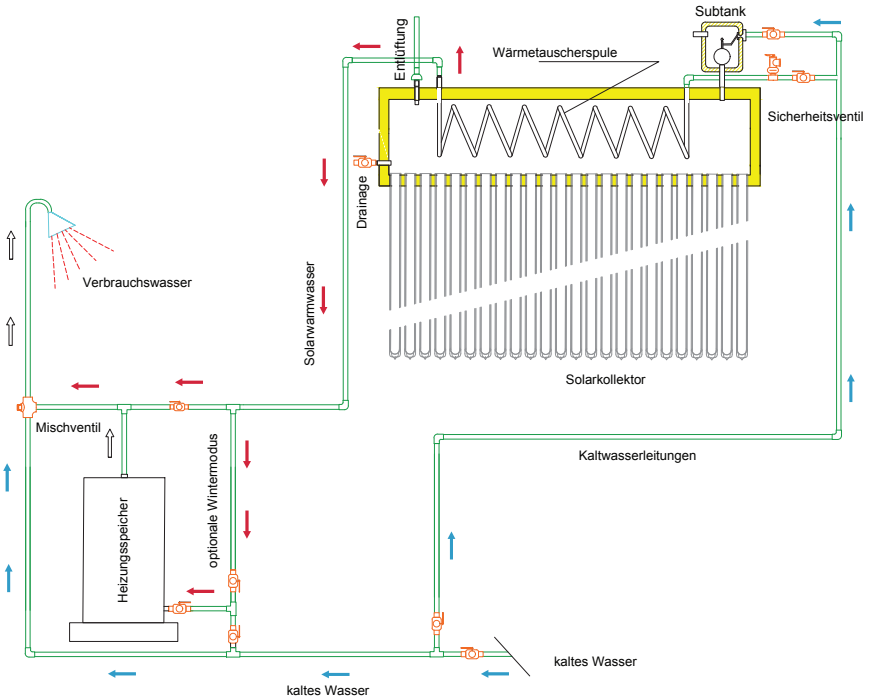 Subtank
Entlüftung
Wärmetauscherspule
Sicherheitsventil
Drainage
Verbrauchswasser
Solarwarmwasser
Solarkollektor
Mischventil
Kaltwasserleitungen
optionale Wintermodus
Heizungsspeicher
kaltes Wasser
kaltes Wasser